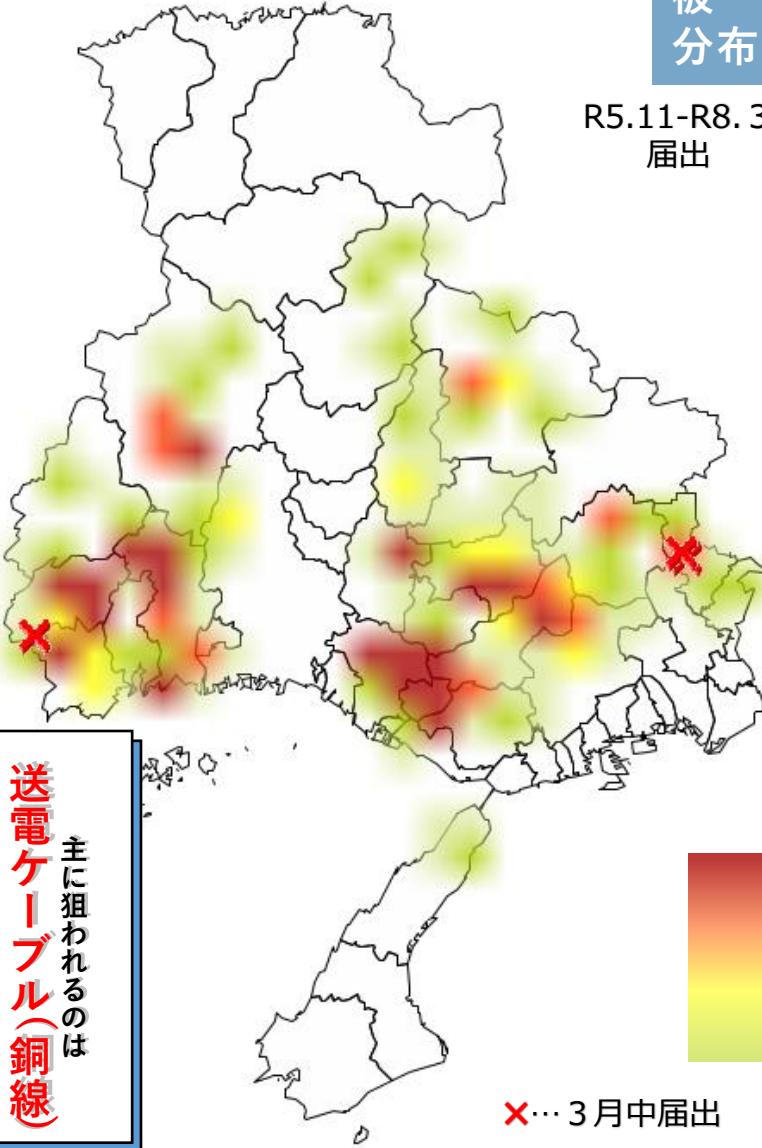 分布
R5.11-R8.3
届出
主に狙われるのは
送電ケーブル(銅線)
×…3月中届出